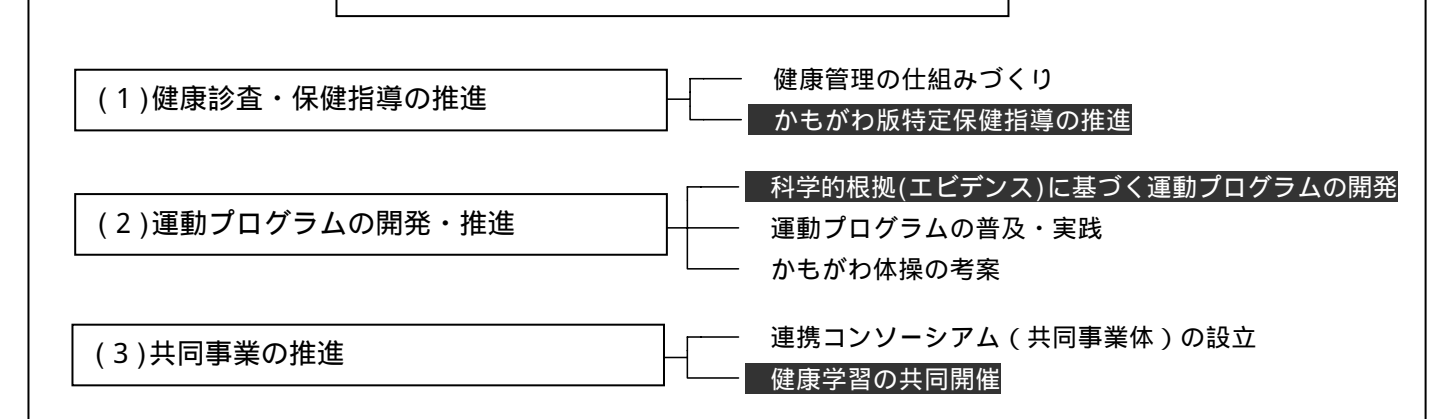 (１)健康診査・保健指導の推進
健康管理の仕組みづくり
かもがわ版特定保健指導の推進
(２)運動プログラムの開発・推進
科学的根拠(エビデンス)に基づく運動プログラムの開発
運動プログラムの普及・実践
かもがわ体操の考案
(３)共同事業の推進
連携コンソーシアム（共同事業体）の設立
健康学習の共同開催